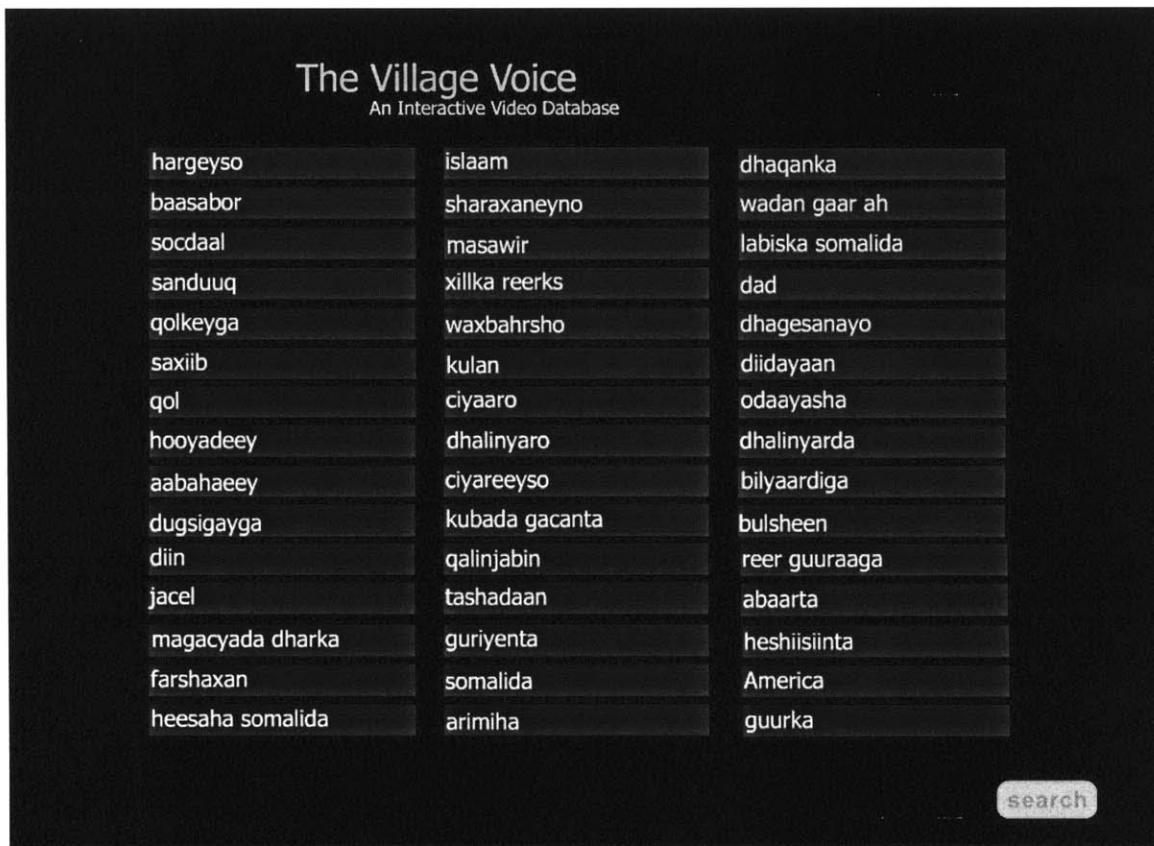 The Village Voice
An Interactive Video Database
hargeyso
baasabor
socdaal
sanduuq
qolkeyga
saxiib
qol
hooyadeey
aabahaeey
dugsigayga
diin
jacel
magacyada dharka
farshaxan
heesaha somalida
islaam
sharaxaneyno
masawir
xillka reerks
waxbahrsho
kulan
ciyaaro
dhalinyaro
ciyareeyso
kubada gacanta
qalinjabin
tashadaan
guriyenta
somalida
arimiha
dhaqanka
wadan gaar ah
labiska somalida
dad
dhagesanayo
diidayaan
odaayasha
dhalinyarda
bilyaardiga
bulsheen
reer guuraaga
abaarta
heshiisiinta
America
guurka
search